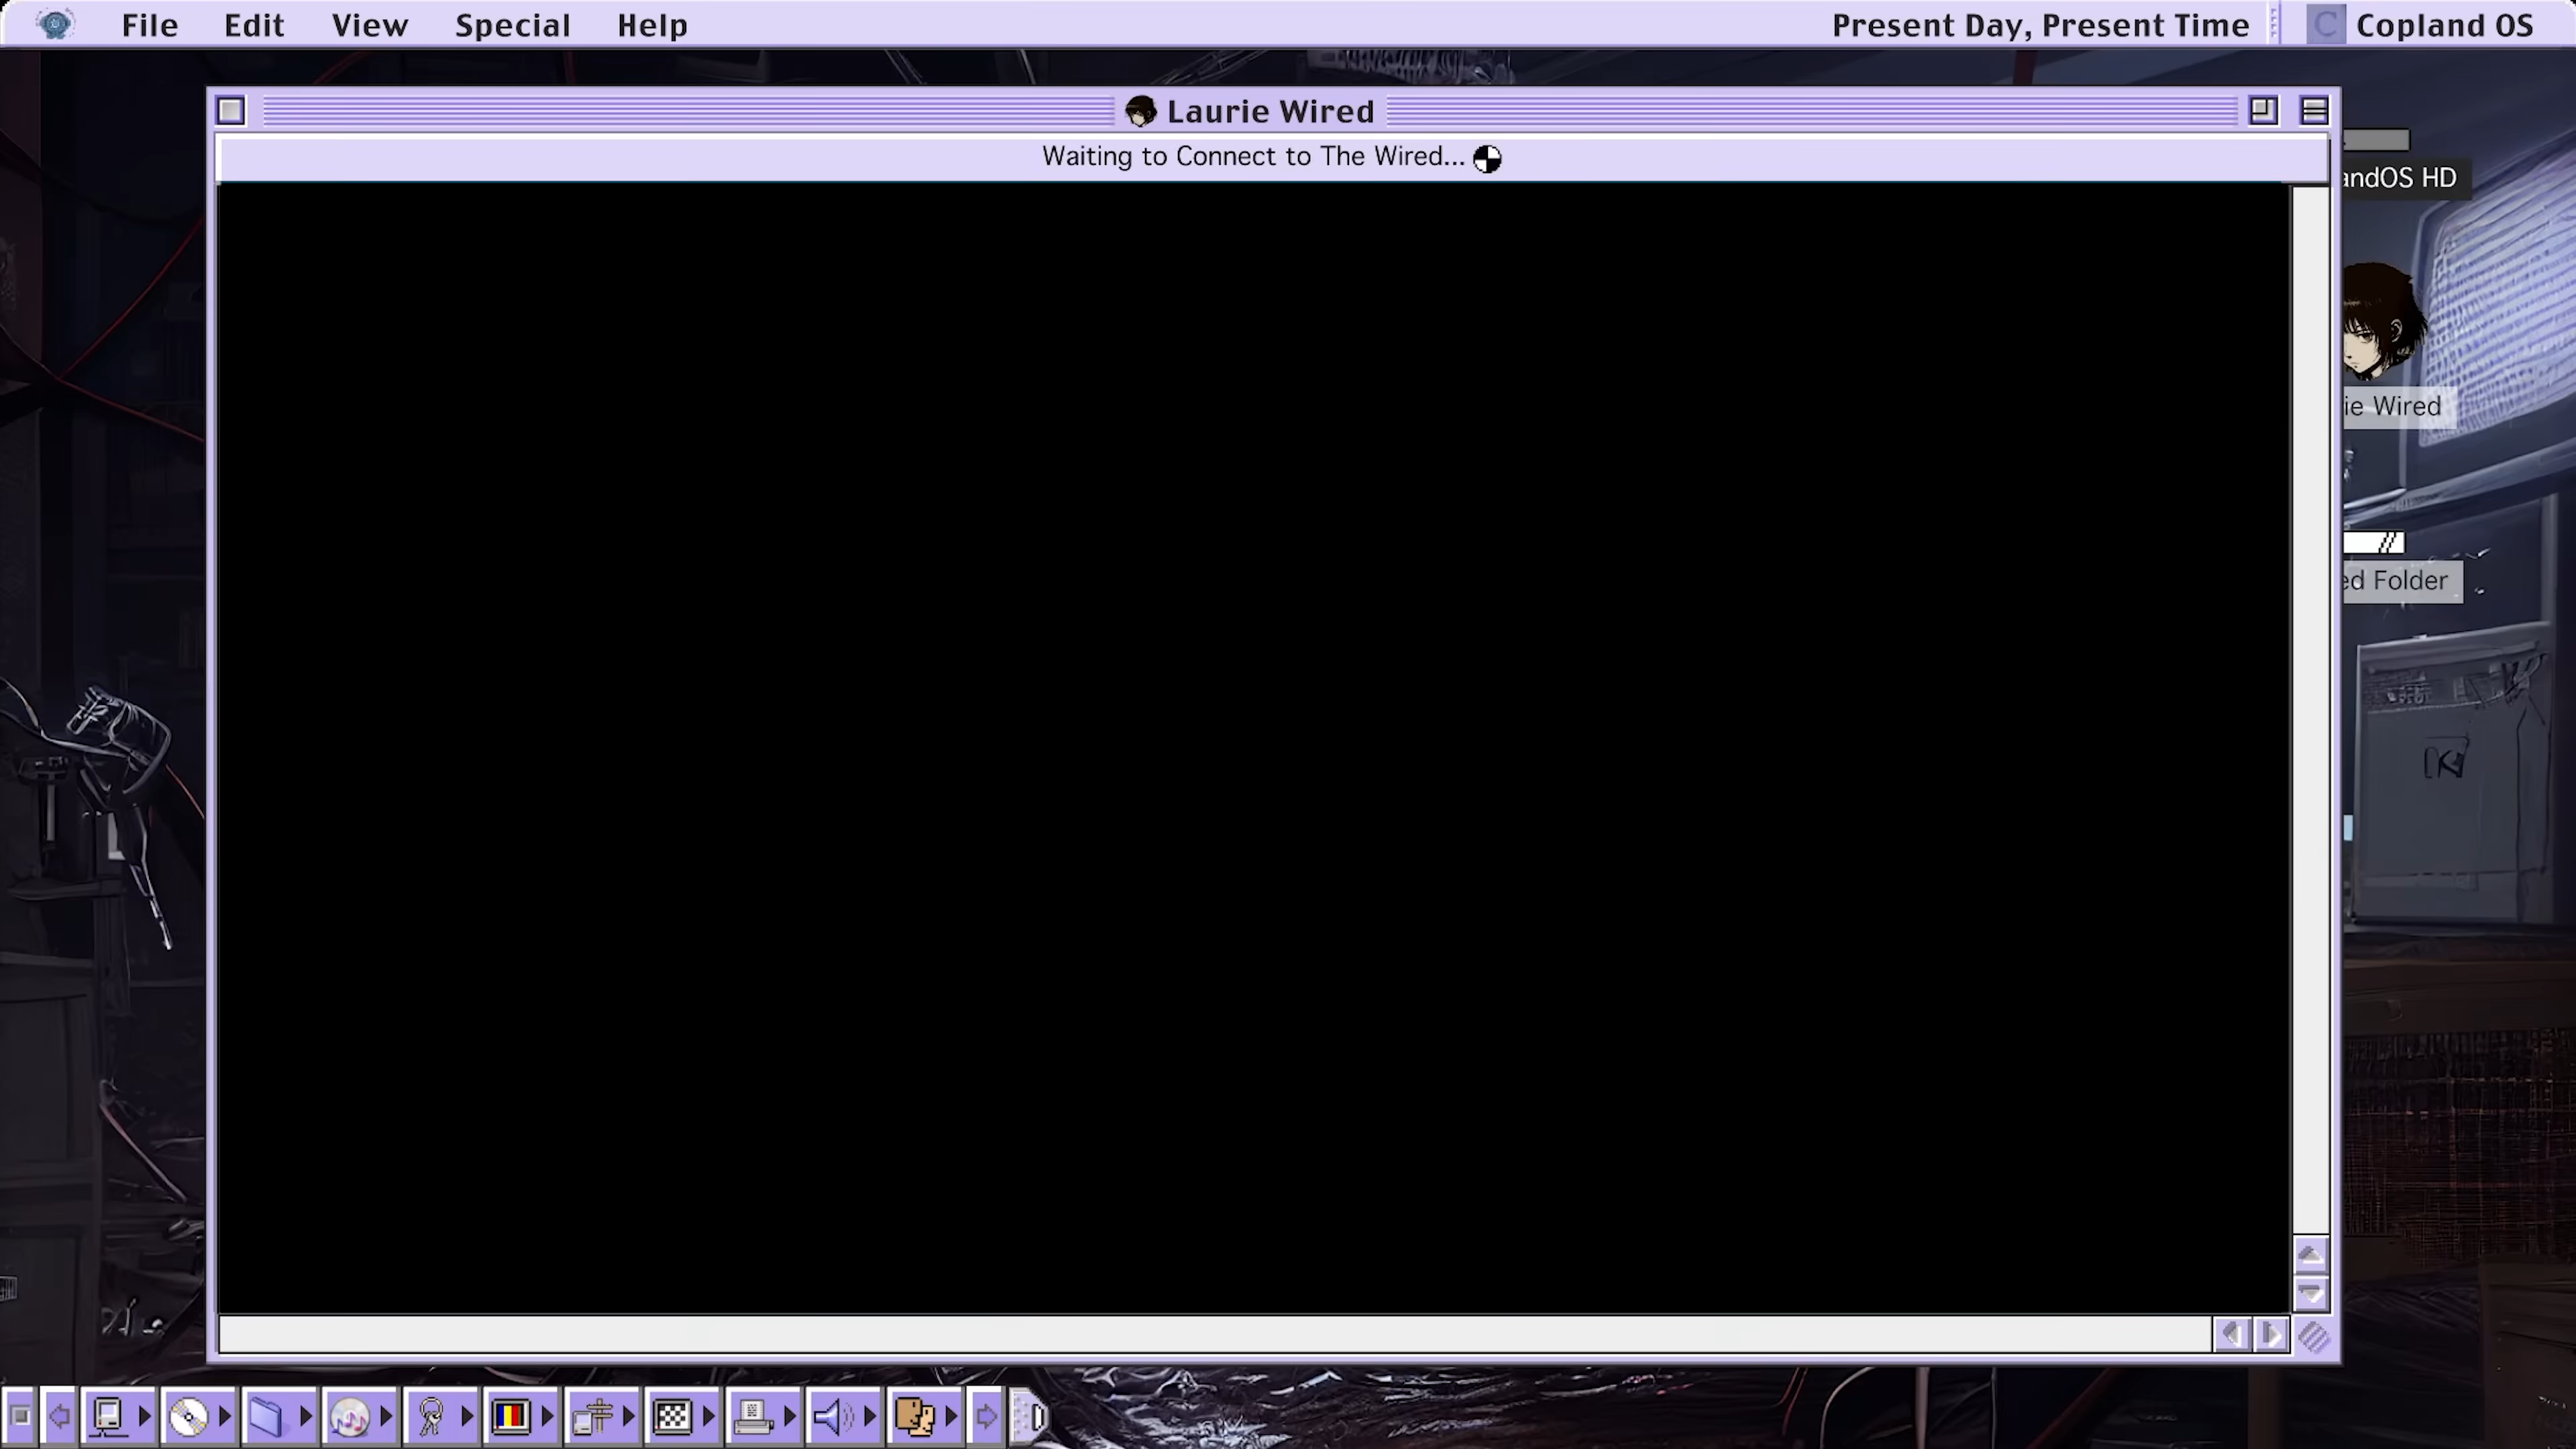 File Edit View Special Help Present Day, Present Time C Copland OS
Laurie Wired
Waiting to Connect to The Wired...
andOS HD
ie Wired
ed Folder